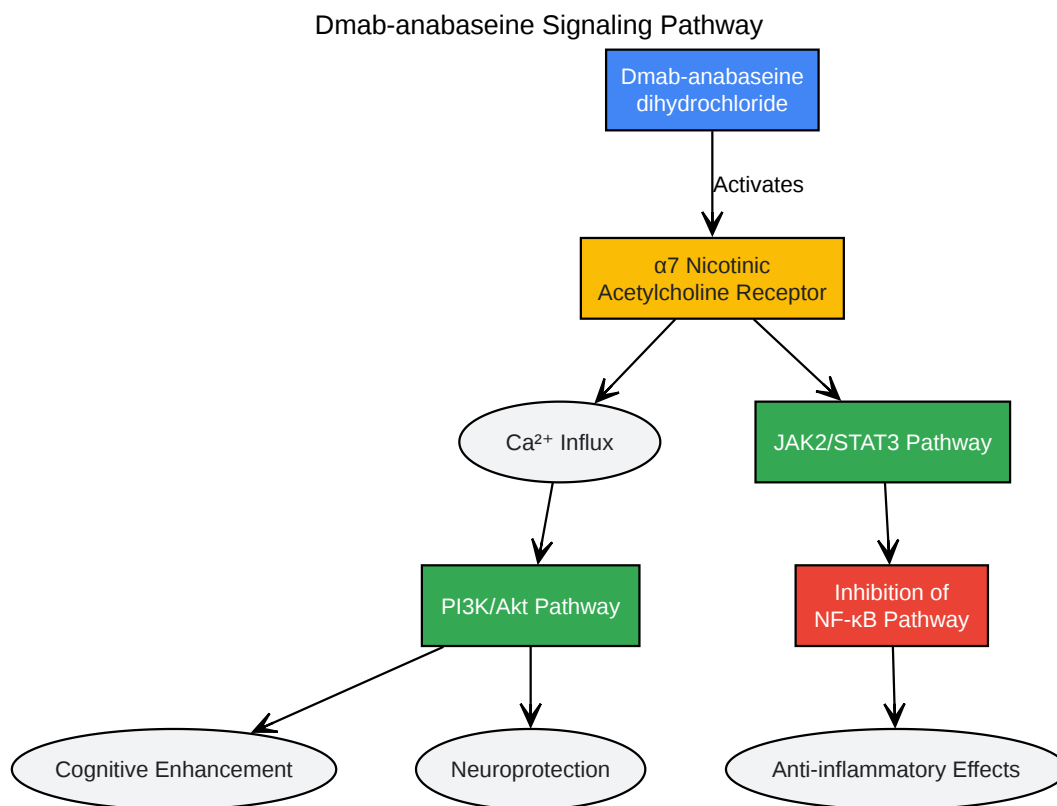 Dmab-anabaseine Signaling Pathway
Dmab-anabaseine
dihydrochloride
Activates
α7 Nicotinic
Acetylcholine Receptor
Ca²⁺ Influx
JAK2/STAT3 Pathway
PI3K/Akt Pathway
Inhibition of
NF-κB Pathway
Cognitive Enhancement
Neuroprotection
Anti-inflammatory Effects